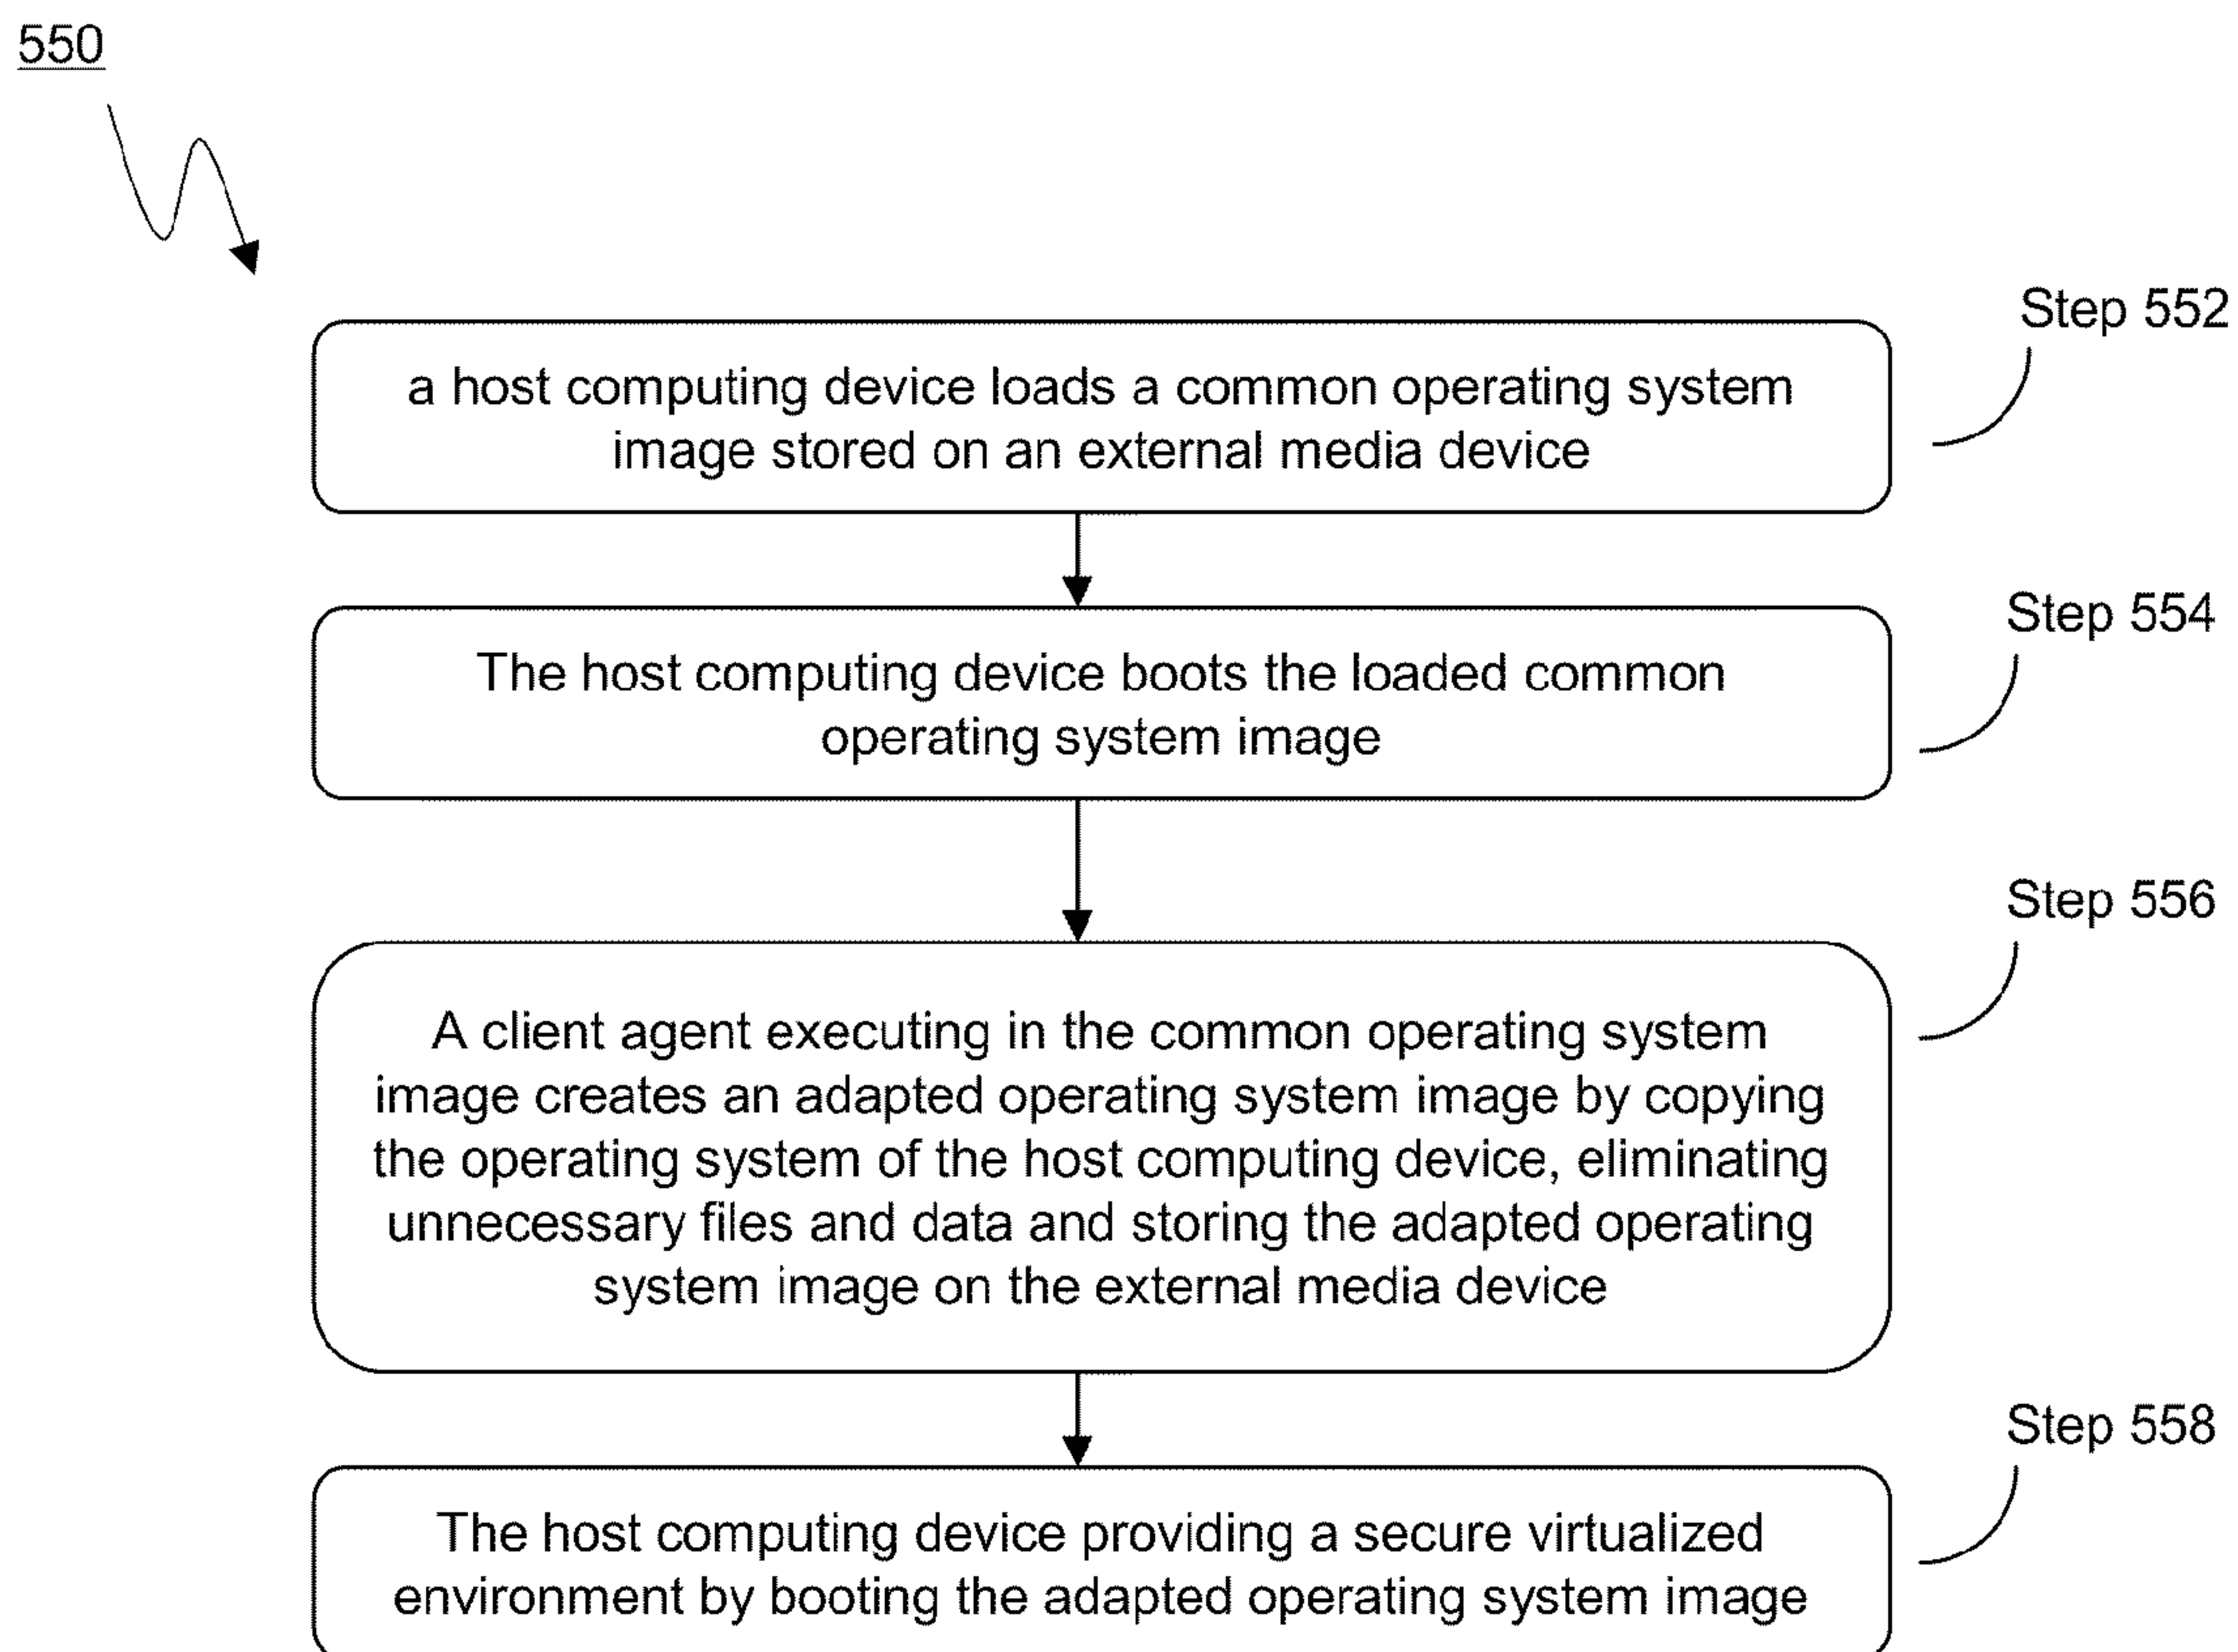 550
Step 552
a host computing device loads a common operating system
image stored on an external media device
Step 554
The host computing device boots the loaded common
operating system image
Step 556
A client agent executing in the common operating system
image creates an adapted operating system image by copying
the operating system of the host computing device, eliminating
unnecessary files and data and storing the adapted operating
system image on the external media device
Step 558
The host computing device providing a secure virtualized
environment by booting the adapted operating system image